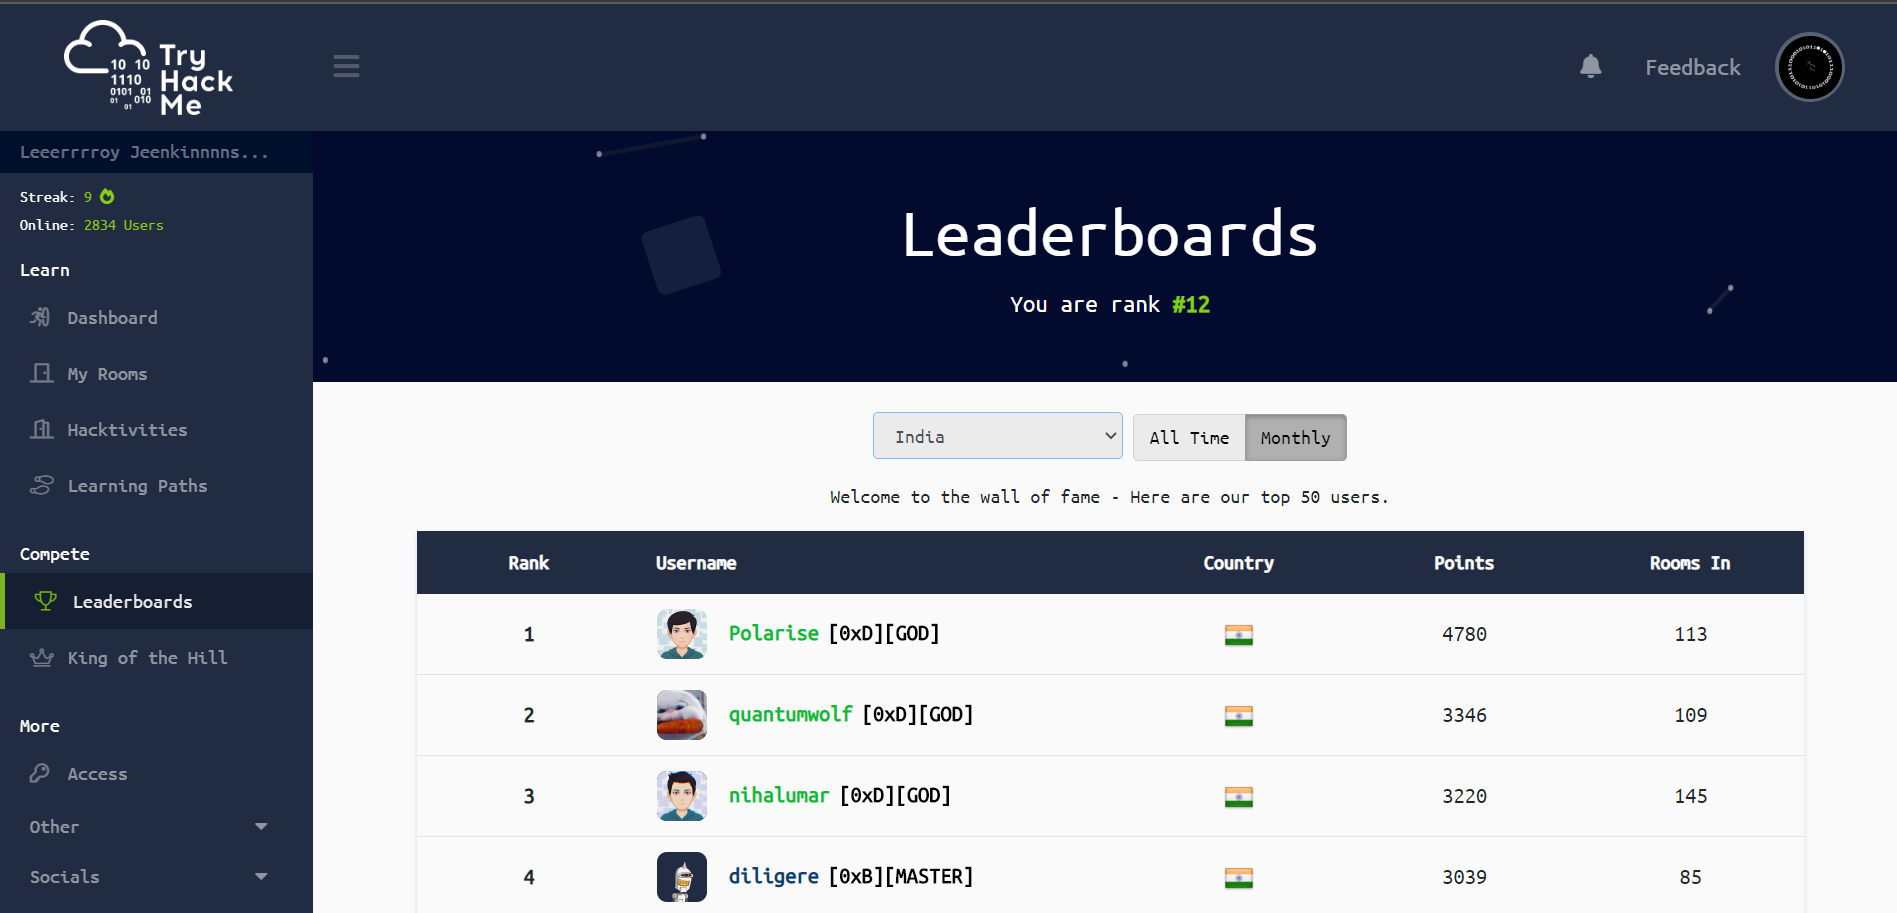 10 10
1110
0101 01
01 010
01
Try
Hack
Me
Feedback
Leeerrrroy Jeenkinnnns...
Streak: 9
Online: 2834 Users
Learn
Dashboard
My Rooms
Hacktivities
Learning Paths
Compete
Leaderboards
King of the Hill
More
Access
Other
Socials
Leaderboards
You are rank #12
India
All Time
Monthly
Welcome to the wall of fame - Here are our top 50 users.
Rank Username Country Points Rooms In
1 Polarise [0xD][GOD] 4780 113
2 quantumwolf [0xD][GOD] 3346 109
3 nihalumar [0xD][GOD] 3220 145
4 diligere [0xB][MASTER] 3039 85